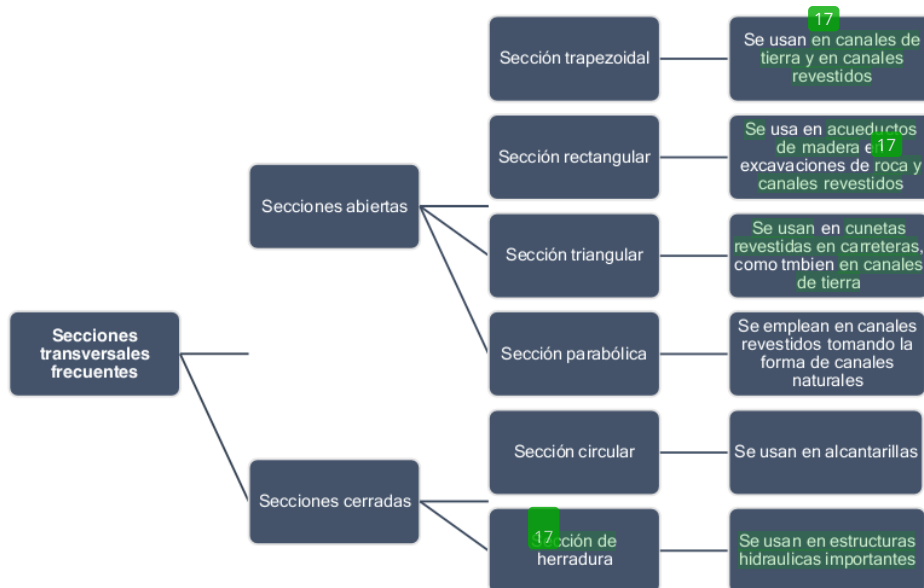 17
Sección trapezoidal
Se usan en canales de
tierra y en canales
revestidos
Sección rectangular
Se usa en acueductos
de madera
17
excavaciones de roca y
canales revestidos
Secciones abiertas
Sección triangular
Se usan en cunetas
revestidas en carreteras,
como tmbien en canales
de tierra
Secciones
transversales
frecuentes
Sección parabólica
Se emplean en canales
revestidos tomando la
forma de canales
naturales
Sección circular
Se usan en alcantarillas
Secciones cerradas
17
Sección de
herradura
Se usan en estructuras
hidraulicas importantes